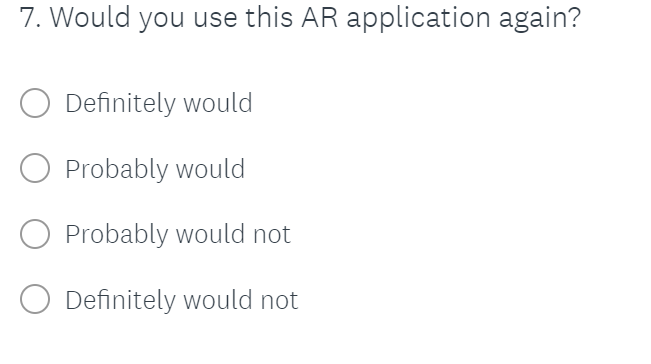 7. Would you use this AR application again?
Definitely would
Probably would
Probably would not
Definitely would not